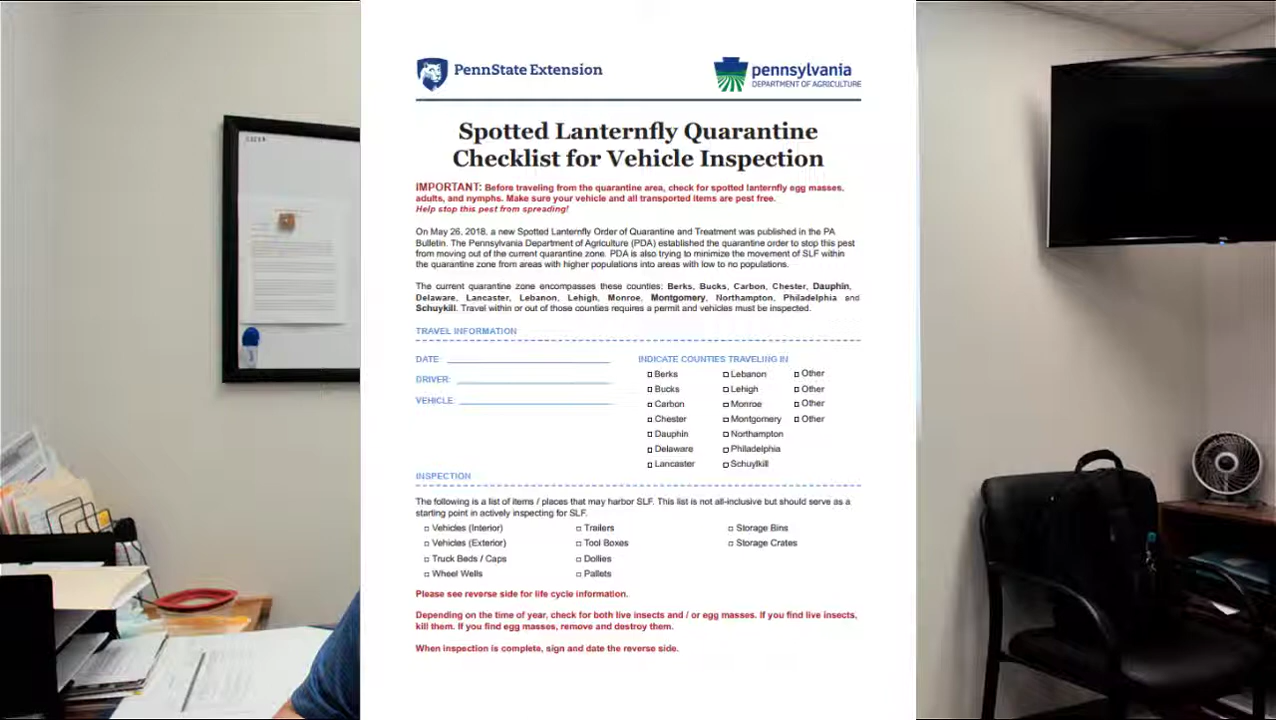 PennState Extension
pennsylvania
DEPARTMENT OF AGRICULTURE
Spotted Lanternfly Quarantine
Checklist for Vehicle Inspection
IMPORTANT: Before traveling from the quarantine area, check for spotted lanternfly egg masses,
adults, and nymphs. Make sure your vehicle and all transported items are pest free.
Help stop this pest from spreading!
On May 26, 2018, a new Spotted Lanternfly Order of Quarantine and Treatment was published in the PA
Bulletin. The Pennsylvania Department of Agriculture (PDA) established the quarantine order to stop this pest
from moving out of the current quarantine zone. PDA is also trying to minimize the movement of SLF within
the quarantine zone from areas with higher populations into areas with low to no populations.
The current quarantine zone encompasses these counties: Berks, Bucks, Carbon, Chester, Dauphin,
Delaware, Lancaster, Lebanon, Lehigh, Monroe, Montgomery, Northampton, Philadelphia and
Schuykill. Travel within or out of those counties requires a permit and vehicles must be inspected.
TRAVEL INFORMATION
DATE:
DRIVER:
VEHICLE
INDICATE COUNTIES TRAVELING IN
Berks Lebanon Other
Bucks Lehigh Other
Carbon Monroe Other
Chester Montgomery Other
Dauphin Northampton
Delaware Philadelphia
Lancaster Schuylkill
INSPECTION
The following is a list of items / places that may harbor SLF. This list is not all-inclusive but should serve as a
starting point in actively inspecting for SLF.
Vehicles (Interior) Trailers Storage Bins
Vehicles (Exterior) Tool Boxes Storage Crates
Truck Beds / Caps Dollies
Wheel Wells Pallets
Please see reverse side for life cycle information.
Depending on the time of year, check for both live insects and / or egg masses. If you find live insects,
kill them. If you find egg masses, remove and destroy them.
When inspection is complete, sign and date the reverse side.